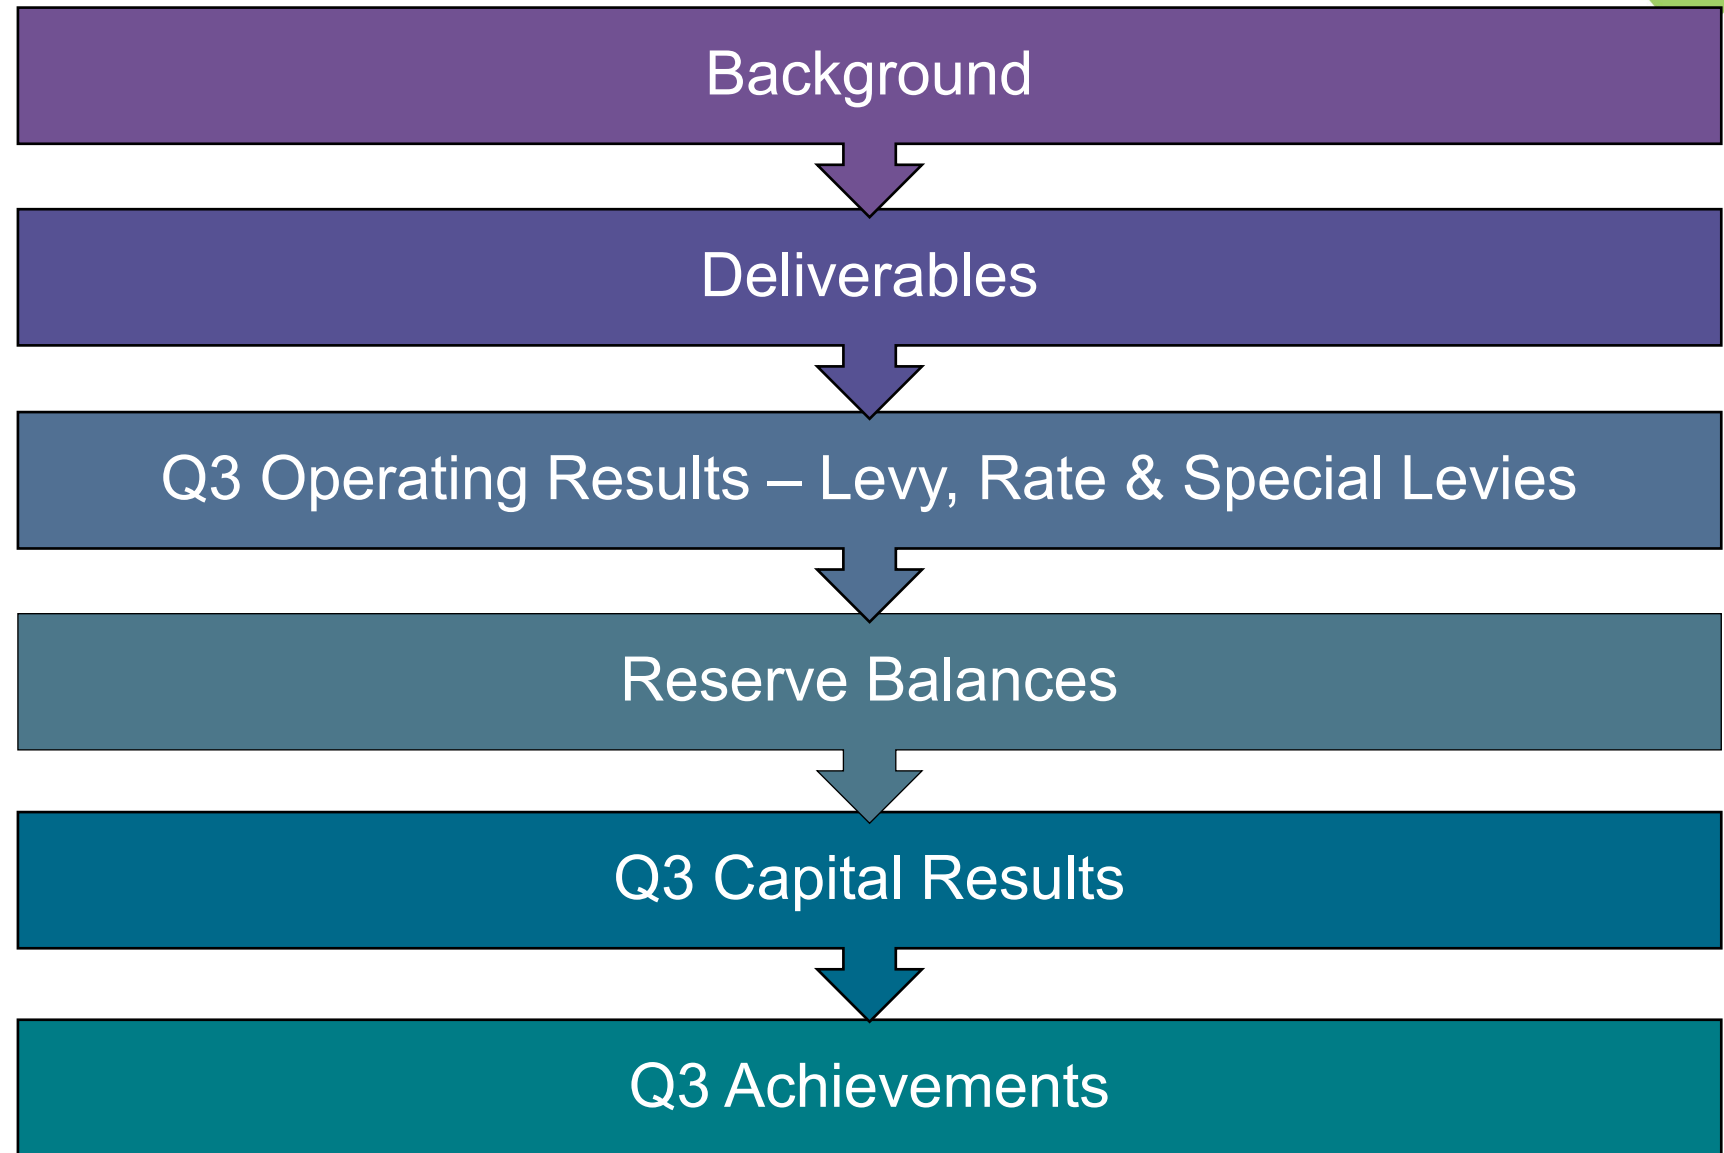 Background
Deliverables
Q3 Operating Results – Levy, Rate & Special Levies
Reserve Balances
Q3 Capital Results
Q3 Achievements